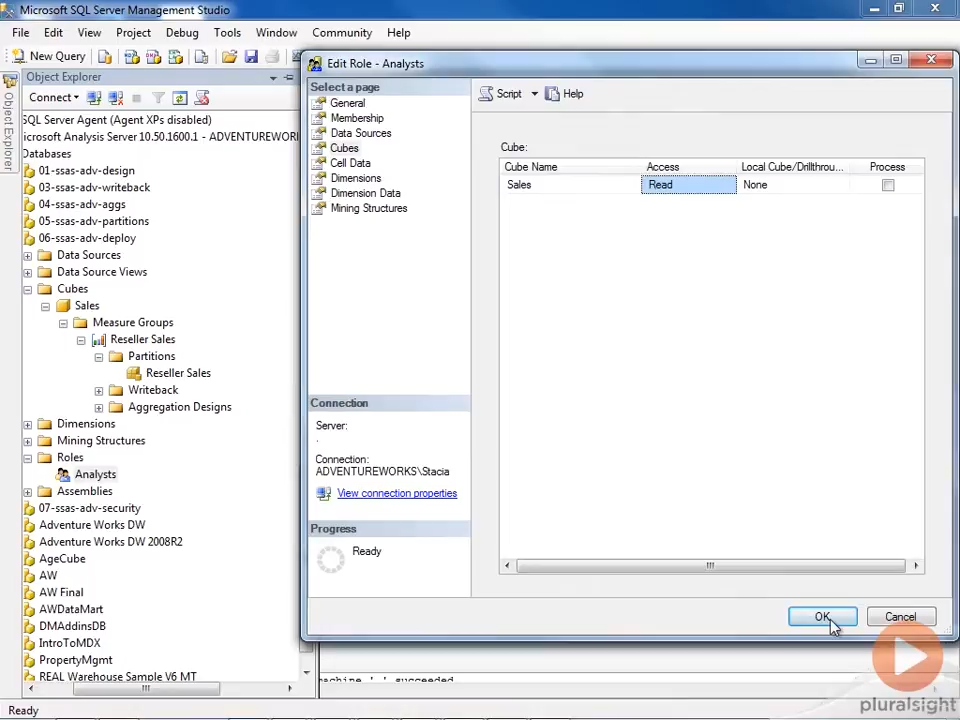 Microsoft SQL Server Management Studio
File Edit View Project Debug Tools Window Community Help
New Query
Object Explorer
Connect
Object Explorer
SQL Server Agent (Agent XPs disabled)
icrosoft Analysis Server 10.50.1600.1 - ADVENTUREWOR
Databases
01-ssas-adv-design
03-ssas-adv-writeback
04-ssas-adv-aggs
05-ssas-adv-partitions
06-ssas-adv-deploy
Data Sources
Data Source Views
Cubes
Sales
Measure Groups
Reseller Sales
Partitions
Reseller Sales
Writeback
Aggregation Designs
Dimensions
Mining Structures
Roles
Analysts
Assemblies
07-ssas-adv-security
Adventure Works DW
Adventure Works DW 2008R2
AgeCube
AW
AW Final
AWDataMart
DMAddinsDB
IntroToMDX
PropertyMgmt
REAL Warehouse Sample V6 MT
Ready
Edit Role - Analysts
Select a page
General
Membership
Data Sources
Cubes
Cell Data
Dimensions
Dimension Data
Mining Structures
Connection
Server:
.
Connection:
ADVENTUREWORKS\Stacia
View connection properties
Progress
Ready
Script Help
Cube:
Cube Name Access Local Cube/Drillthrou... Process
Sales Read None
OK Cancel
machine '.' succeeded
pluralsight